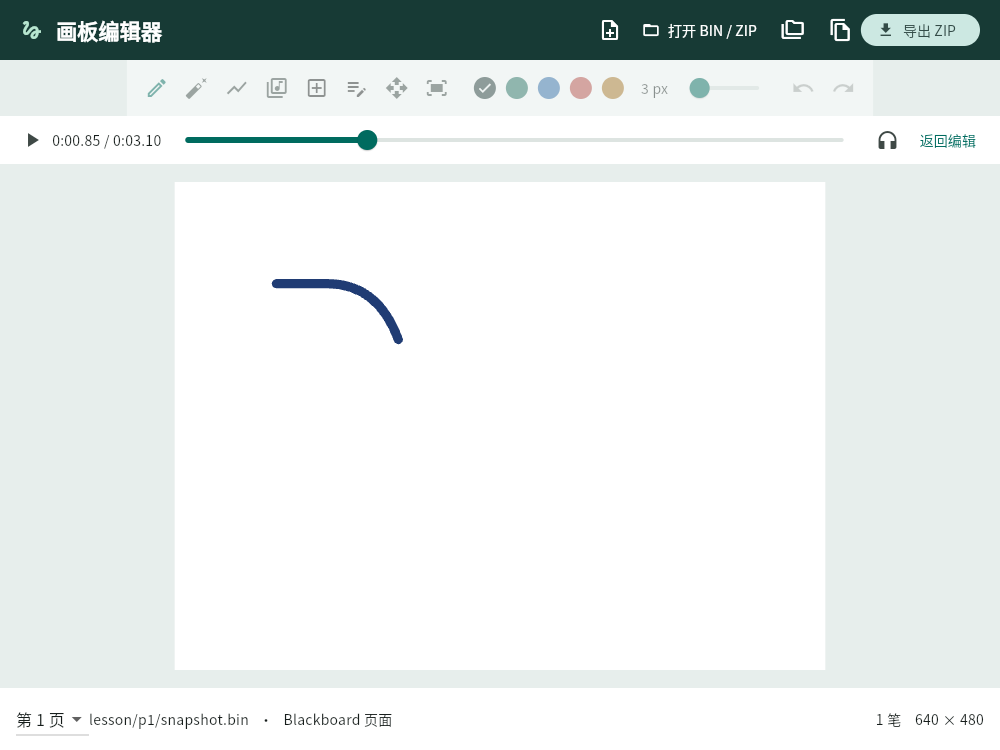 画板编辑器
打开 BIN / ZIP
导出 ZIP
3 px
0:00.85 / 0:03.10
返回编辑
第 1 页
lesson/p1/snapshot.bin · Blackboard 页面
1 笔 640 × 480